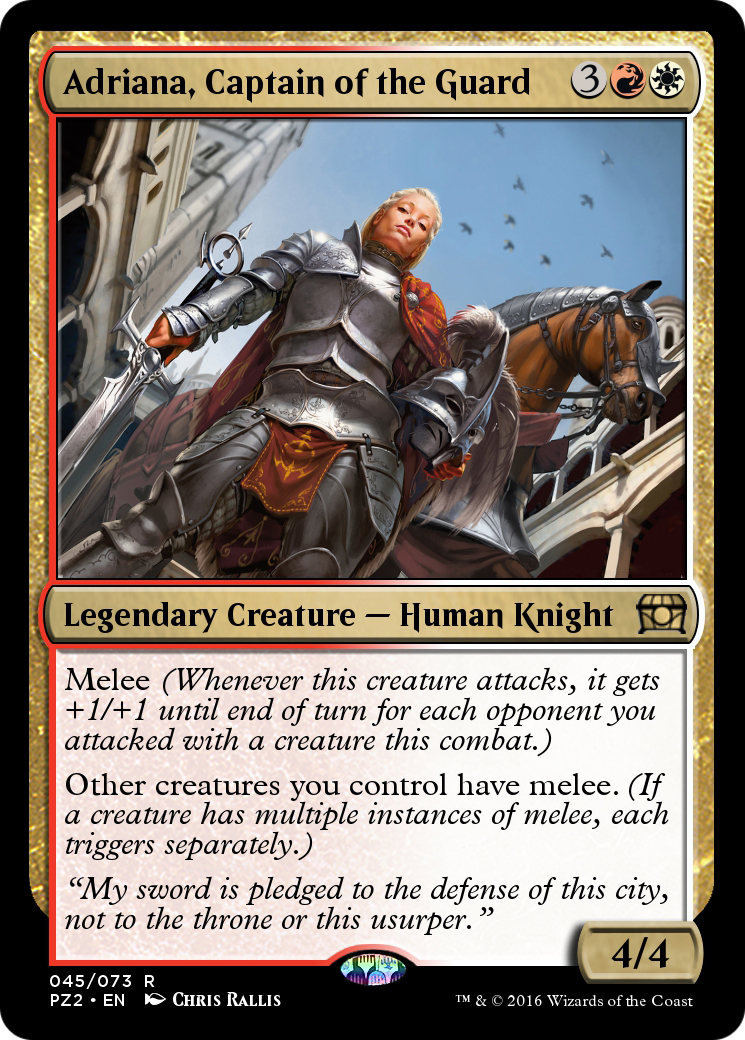 Adriana, Captain of the Guard 3
Legendary Creature — Human Knight
Melee (Whenever this creature attacks, it gets
+1/+1 until end of turn for each opponent you
attacked with a creature this combat.)
Other creatures you control have melee. (If
a creature has multiple instances of melee, each
triggers separately.)
“My sword is pledged to the defense of this city,
not to the throne or this usurper.”
4/4
045/073 R
PZ2 • EN Chris Rallis
™ & © 2016 Wizards of the Coast